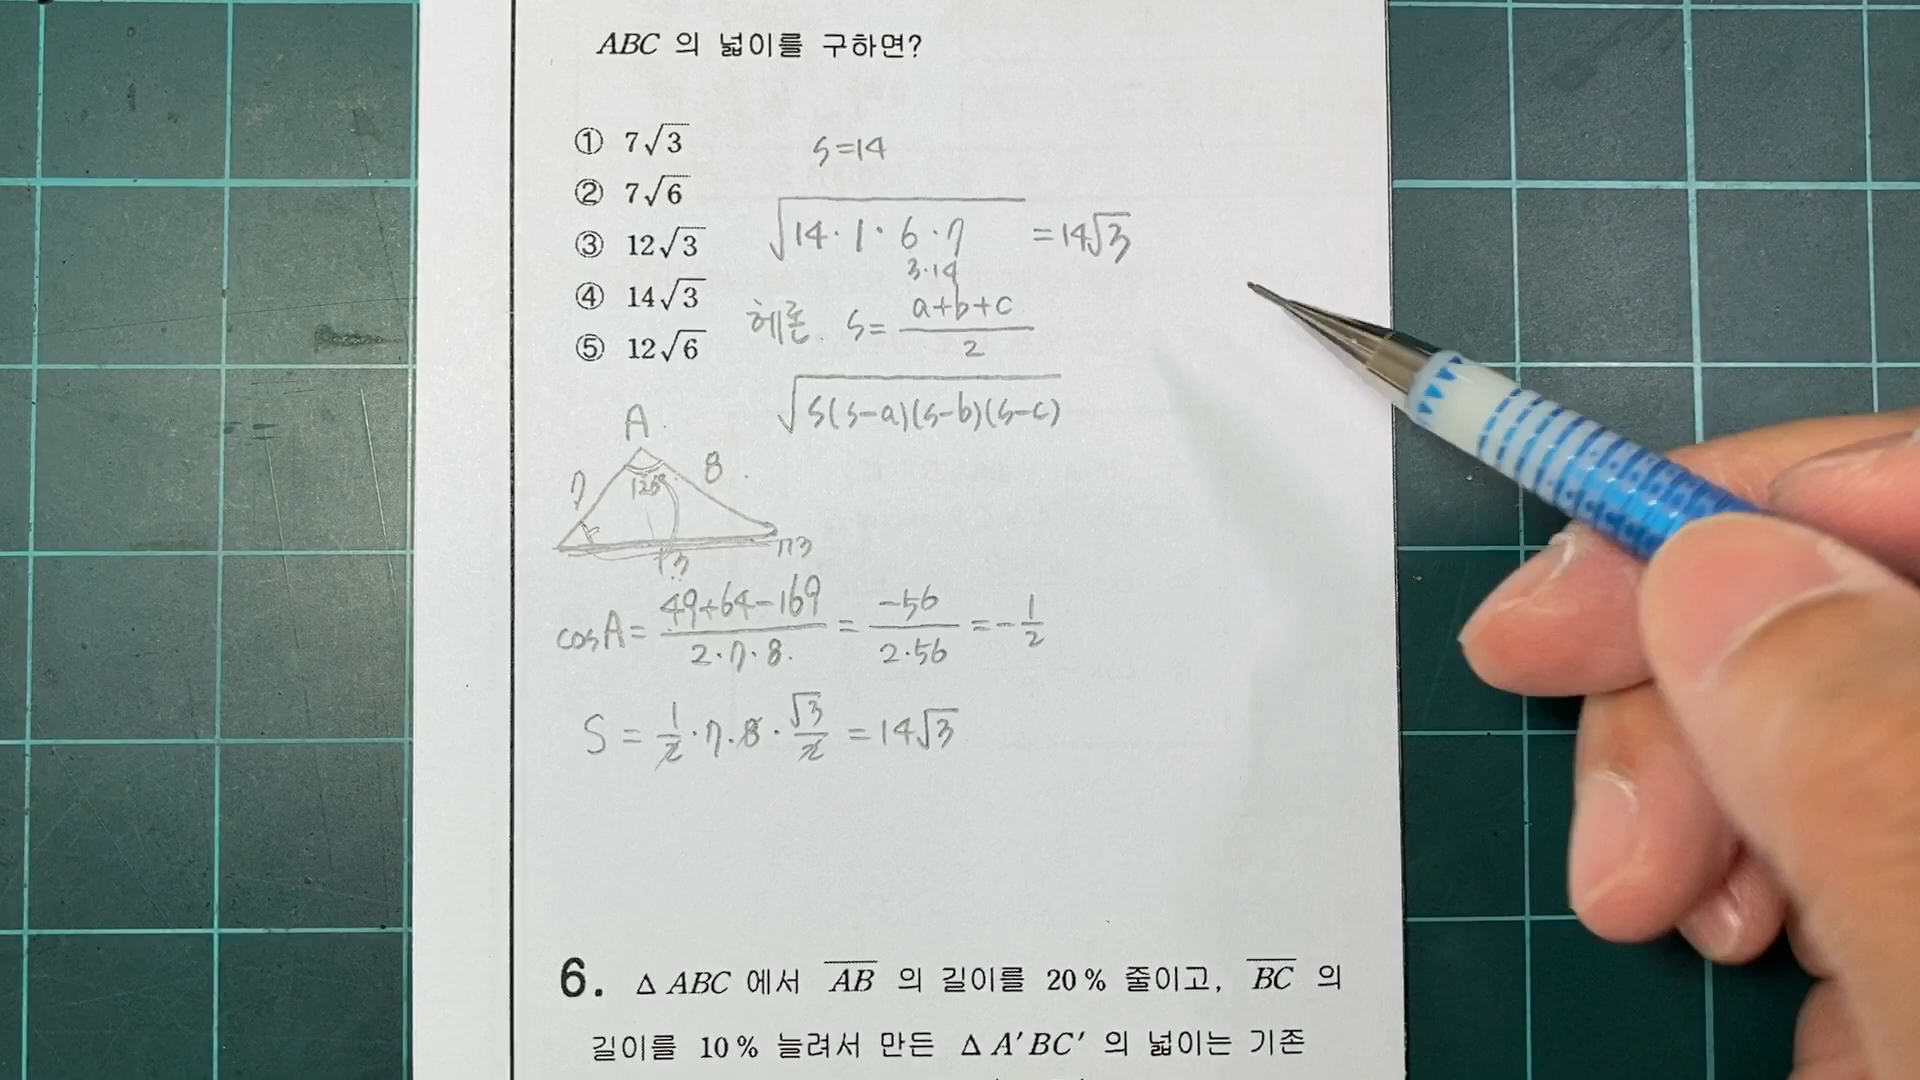 ABC 의 넓이를 구하면?
① 7√3
② 7√6
③ 12√3
④ 14√3
⑤ 12√6
s=14
√14·1·6·7 = 14√3
3·14
헤론. s= a+b+c / 2
√s(s-a)(s-b)(s-c)
A
7
8
120°
13
cosA= 49+64-169 / 2·7·8. = -56 / 2·56 = - 1/2
S = 1/2 · 7·8 · √3/2 = 14√3
6. △ABC 에서 AB 의 길이를 20% 줄이고, BC 의
길이를 10% 늘려서 만든 △A′BC′ 의 넓이는 기존